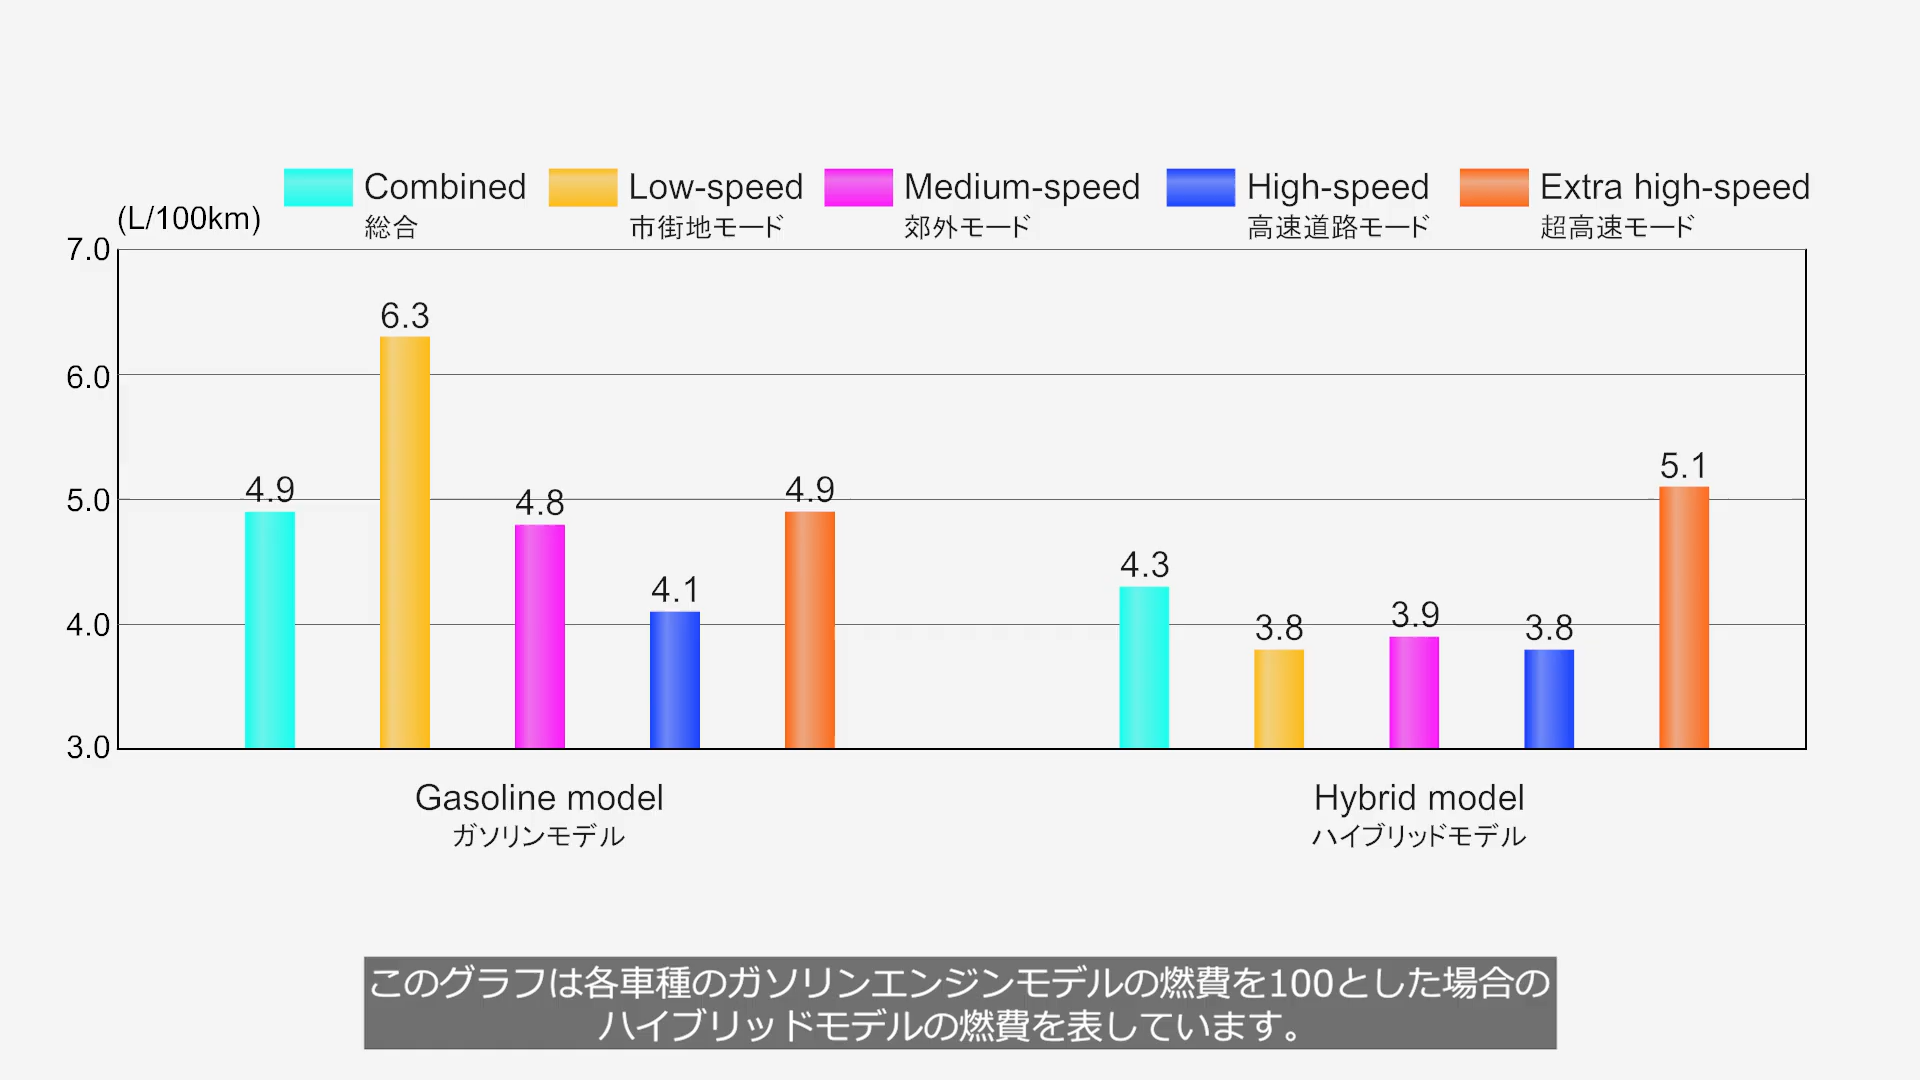 Combined
Low-speed
Medium-speed
High-speed
Extra high-speed
総合
市街地モード
郊外モード
高速道路モード
超高速モード
(L/100km)
7.0
6.0
5.0
4.0
3.0
4.9
6.3
4.8
4.1
4.9
4.3
3.8
3.9
3.8
5.1
Gasoline model
ガソリンモデル
Hybrid model
ハイブリッドモデル
このグラフは各車種のガソリンエンジンモデルの燃費を100とした場合の
ハイブリッドモデルの燃費を表しています。